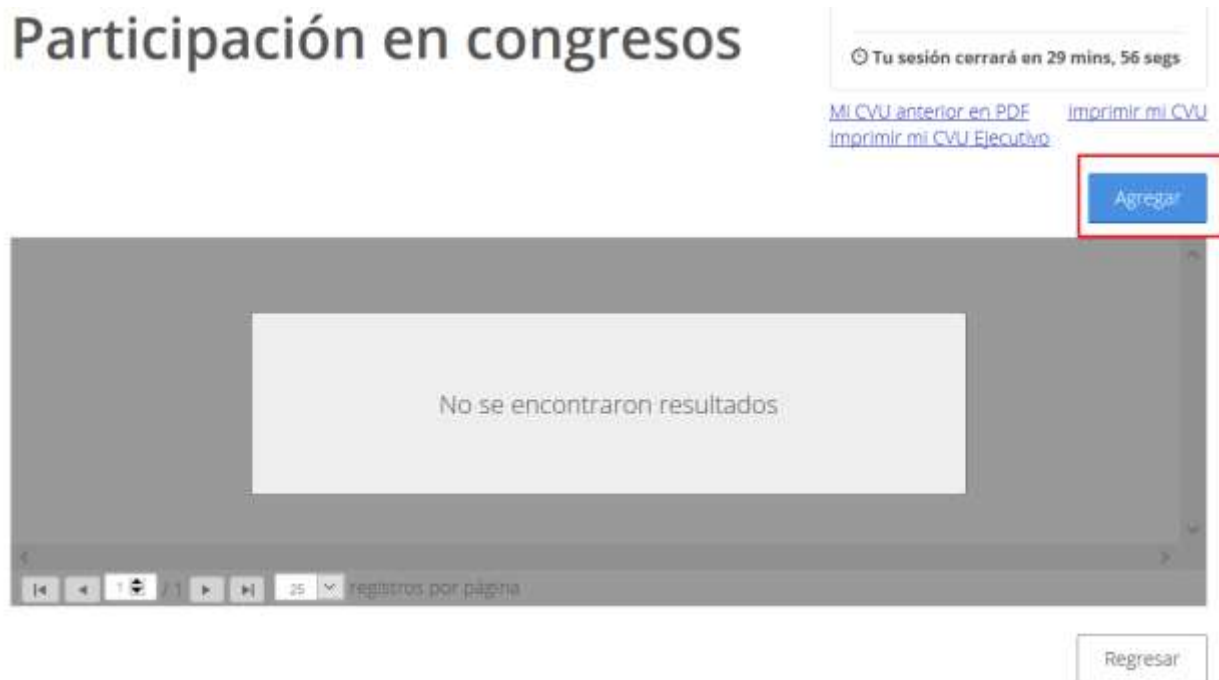 Participación en congresos
Tu sesión cerrará en 29 mins, 56 segs
Mi CVU anterior en PDF
Imprimir mi CVU
Imprimir mi CVU Ejecutivo
Agregar
No se encontraron resultados
1 / 1 25 registros por página
Regresar